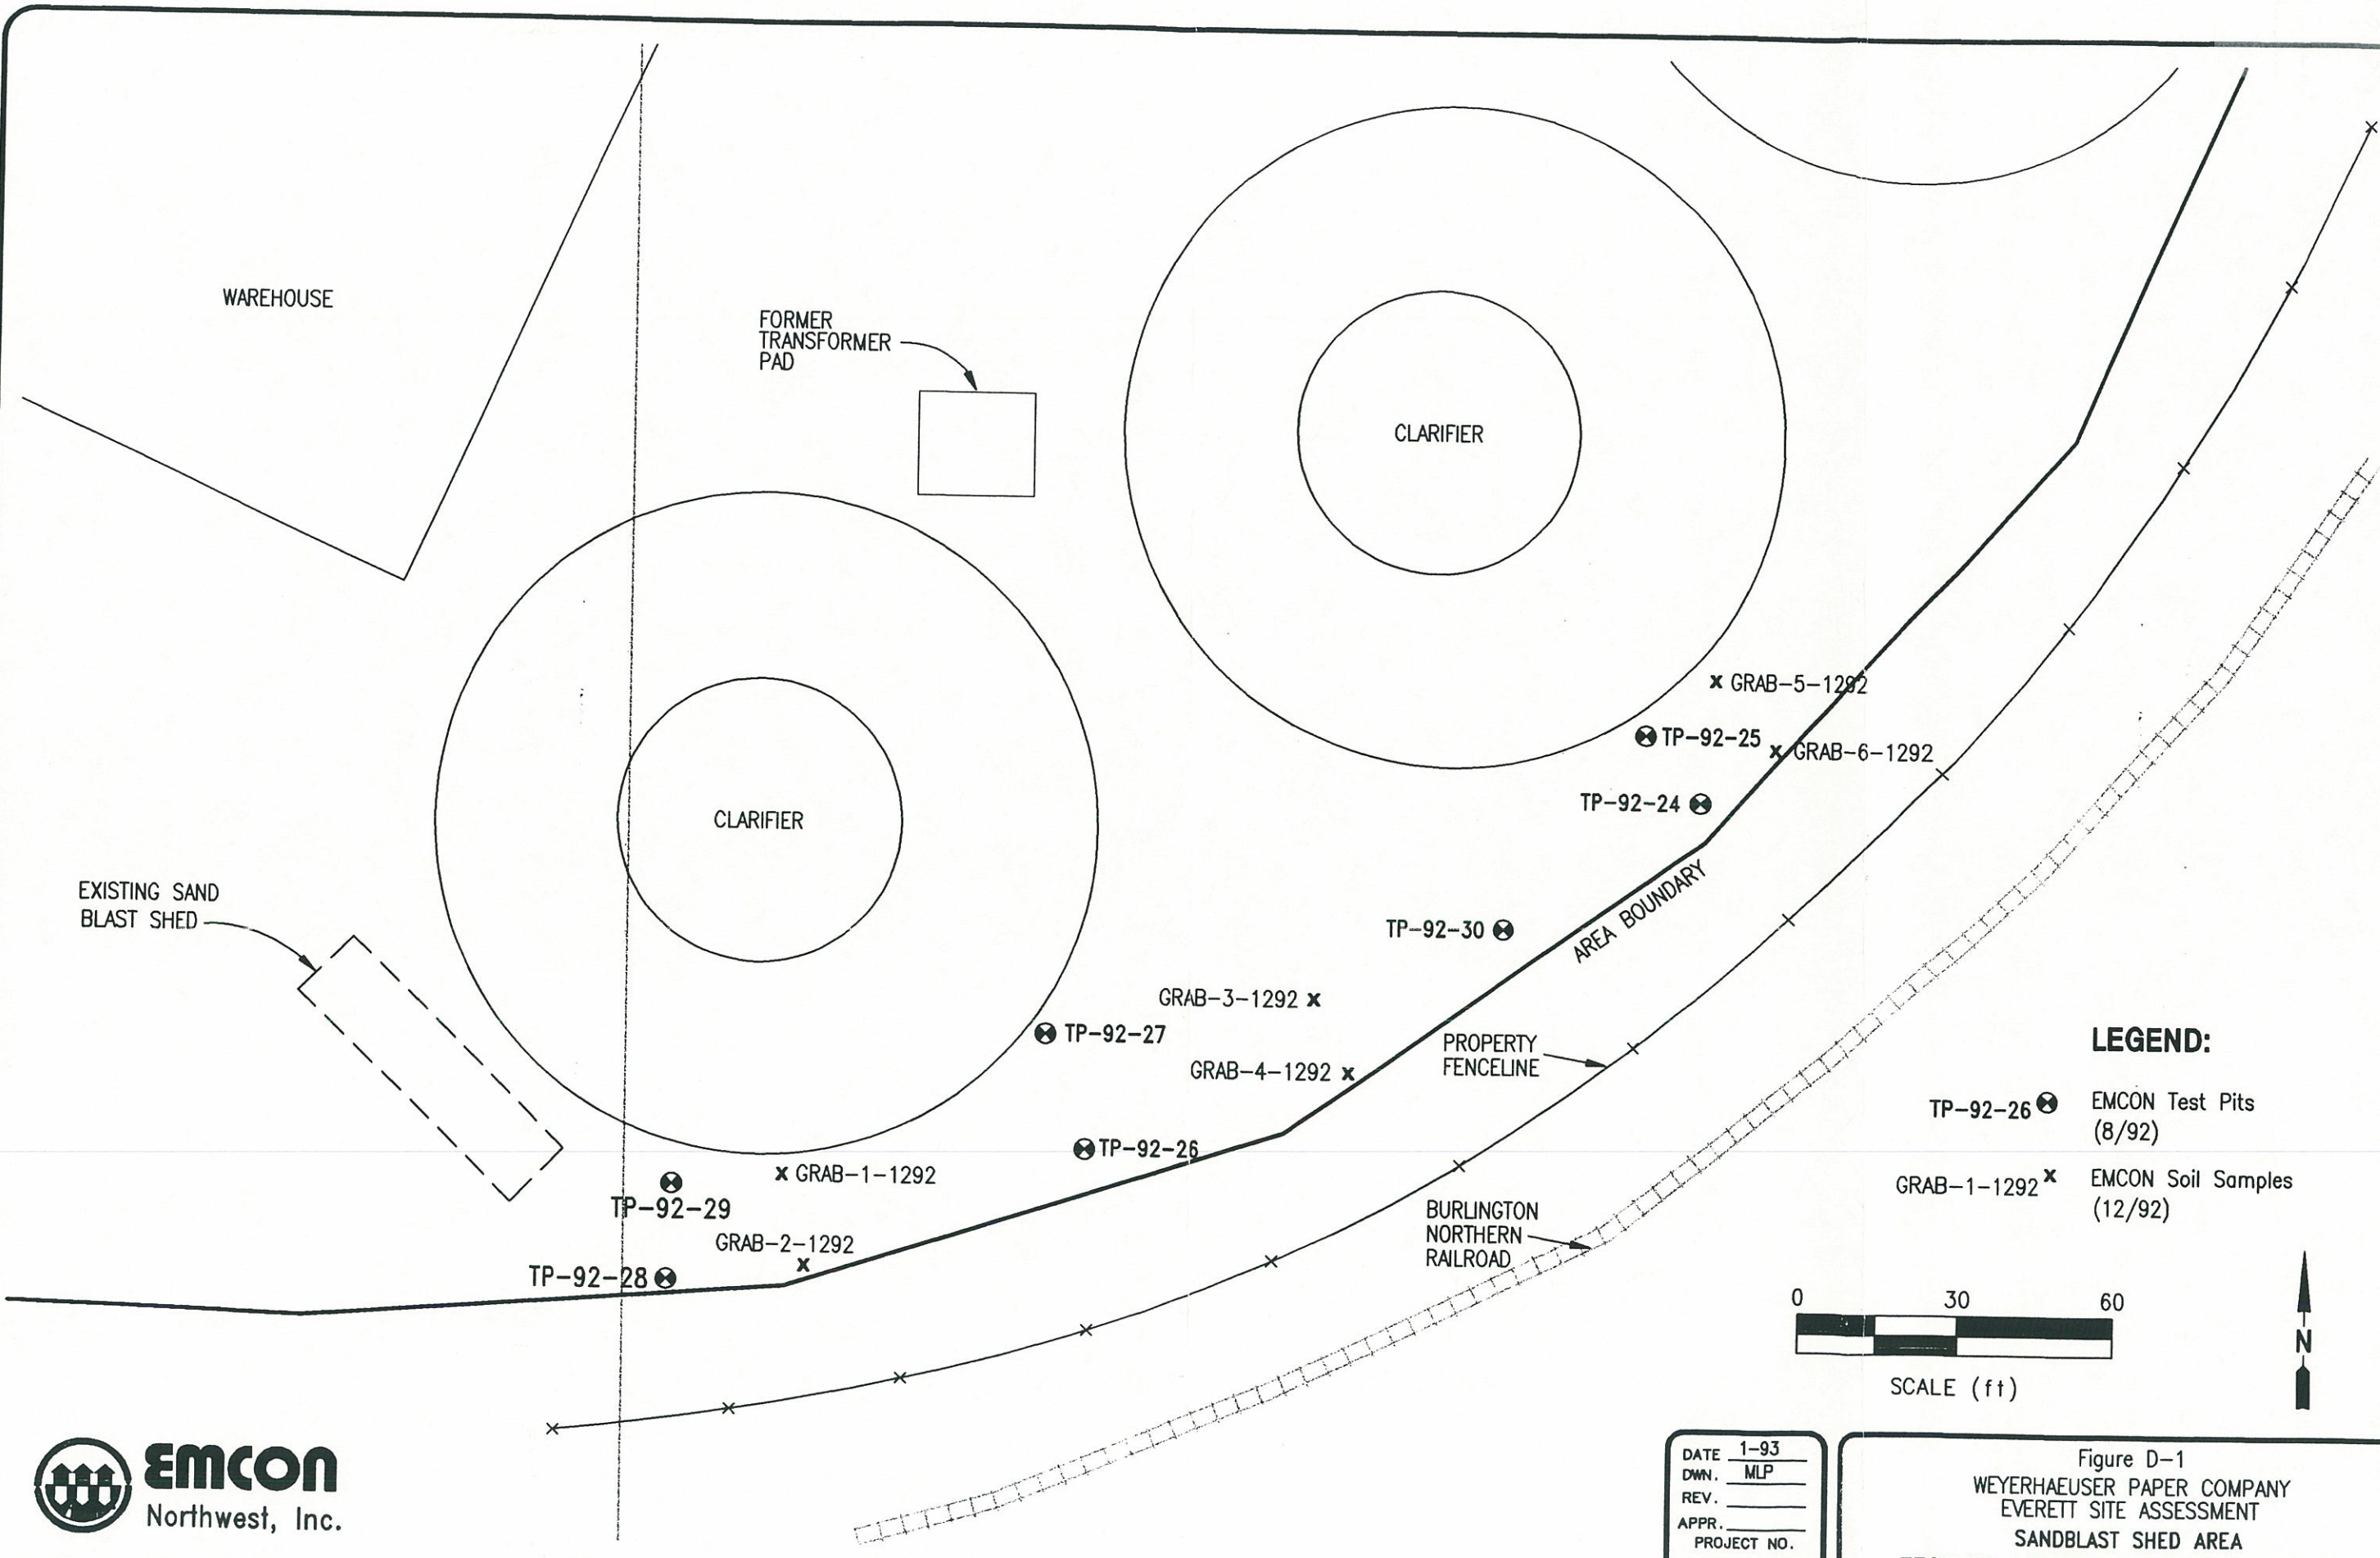 WAREHOUSE
FORMER
TRANSFORMER
PAD
CLARIFIER
GRAB-5-1292
TP-92-25
GRAB-6-1292
TP-92-24
CLARIFIER
EXISTING SAND
BLAST SHED
AREA BOUNDARY
TP-92-30
GRAB-3-1292
TP-92-27
GRAB-4-1292
PROPERTY
FENCELINE
TP-92-26
GRAB-1-1292
TP-92-29
GRAB-2-1292
TP-92-28
BURLINGTON
NORTHERN
RAILROAD
LEGEND:
TP-92-26 EMCON Test Pits
(8/92)
GRAB-1-1292 EMCON Soil Samples
(12/92)
0 30 60
SCALE (ft)
N
EMCON
Northwest, Inc.
DATE 1-93
DWN. MLP
REV.
APPR.
PROJECT NO.
Figure D-1
WEYERHAEUSER PAPER COMPANY
EVERETT SITE ASSESSMENT
SANDBLAST SHED AREA